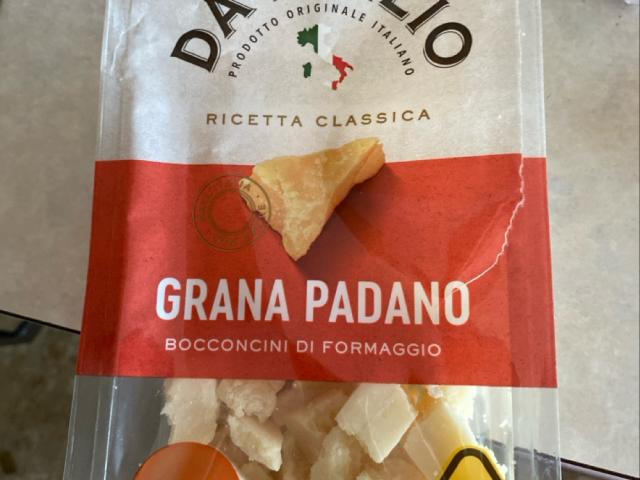 PRODOTTO ORIGINALE ITALIANO
RICETTA CLASSICA
GRANA PADANO
BOCCONCINI DI FORMAGGIO